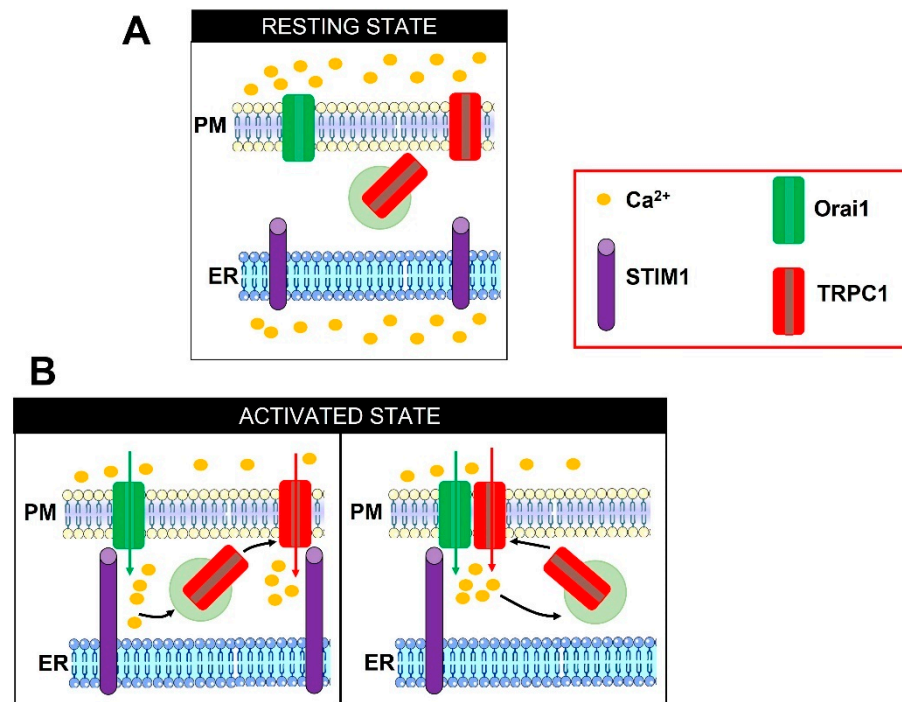 A
RESTING STATE
PM
ER
Ca²⁺
STIM1
Orai1
TRPC1
B
ACTIVATED STATE
PM
ER
PM
ER